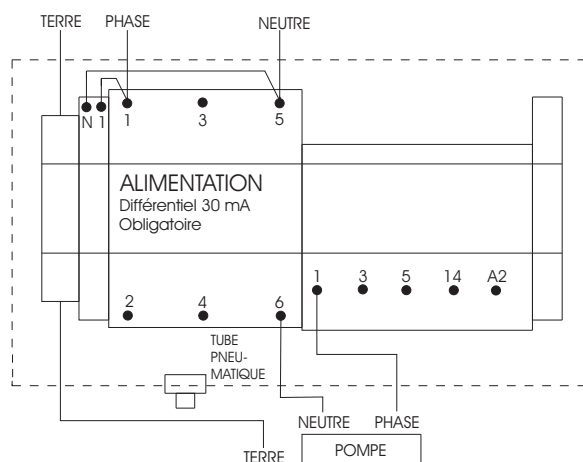 TERRE PHASE NEUTRE
N 1 1 3 5
ALIMENTATION
Différentiel 30 mA
Obligatoire
1 3 5 14 A2
2 4 6
TUBE
PNEU-
MATIQUE
NEUTRE PHASE
TERRE POMPE